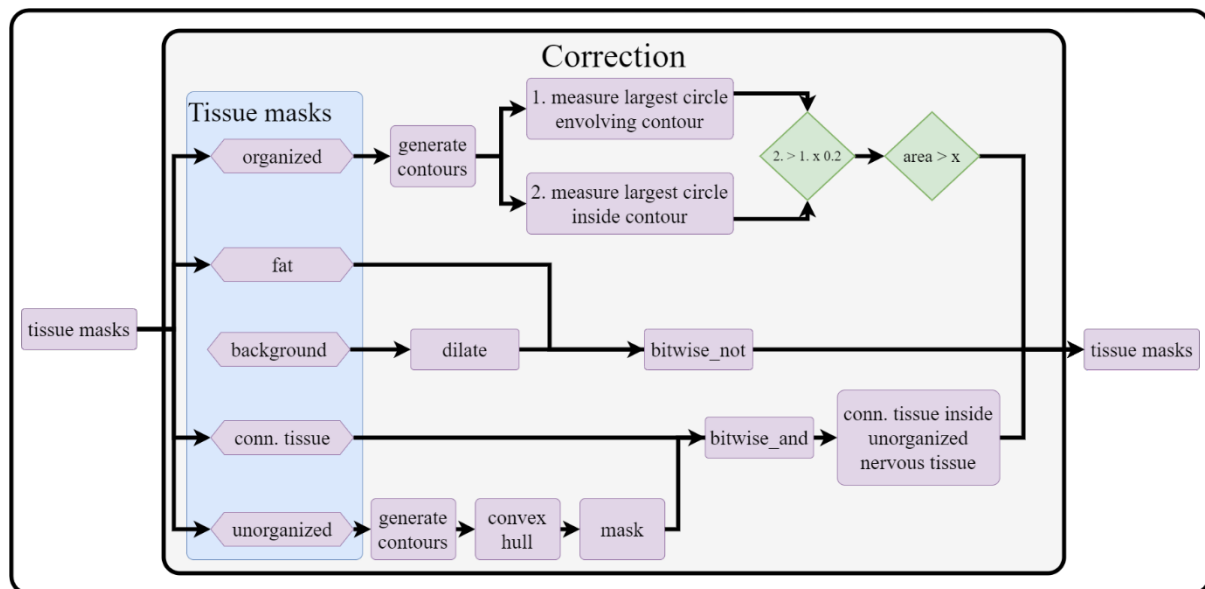 Correction
Tissue masks
organized
generate
contours
1. measure largest circle
envolving contour
2. measure largest circle
inside contour
2. > 1. x 0.2
area > x
fat
tissue masks
background
dilate
bitwise_not
tissue masks
conn. tissue
bitwise_and
conn. tissue inside
unorganized
nervous tissue
unorganized
generate
contours
convex
hull
mask